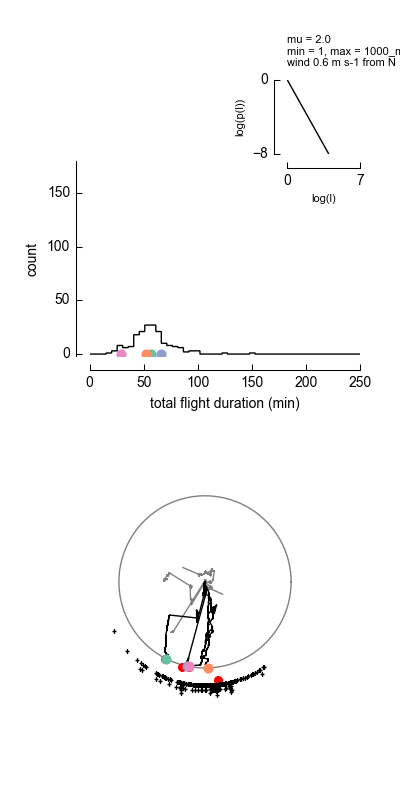 mu = 2.0
min = 1, max = 1000_m
wind 0.6 m s-1 from N
0
−8
log(p(l))
0 7
log(l)
150
100
50
0
count
0 50 100 150 200 250
total flight duration (min)